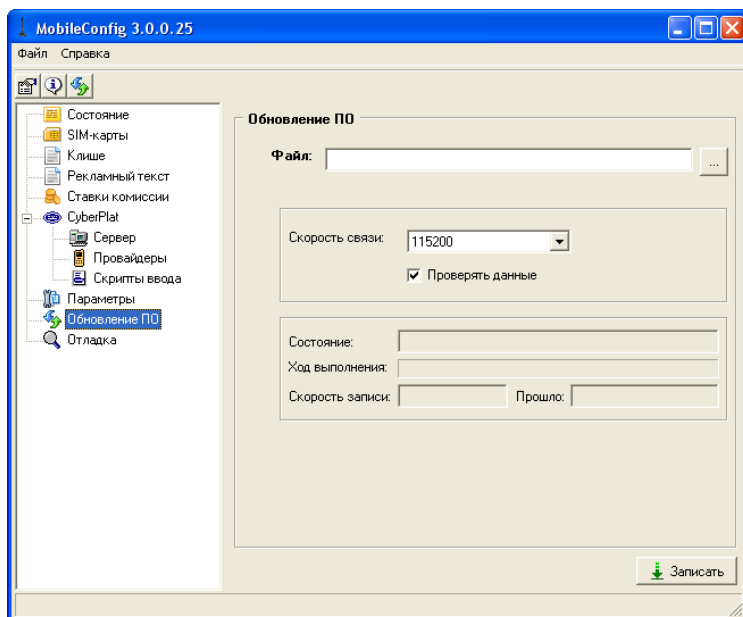 MobileConfig 3.0.0.25
Файл Справка
Состояние
SIM-карты
Клише
Рекламный текст
Ставки комиссии
CyberPlat
Сервер
Провайдеры
Скрипты ввода
Параметры
Обновление ПО
Отладка
Обновление ПО
Файл:
...
Скорость связи: 115200
Проверять данные
Состояние:
Ход выполнения:
Скорость записи: Прошло:
Записать